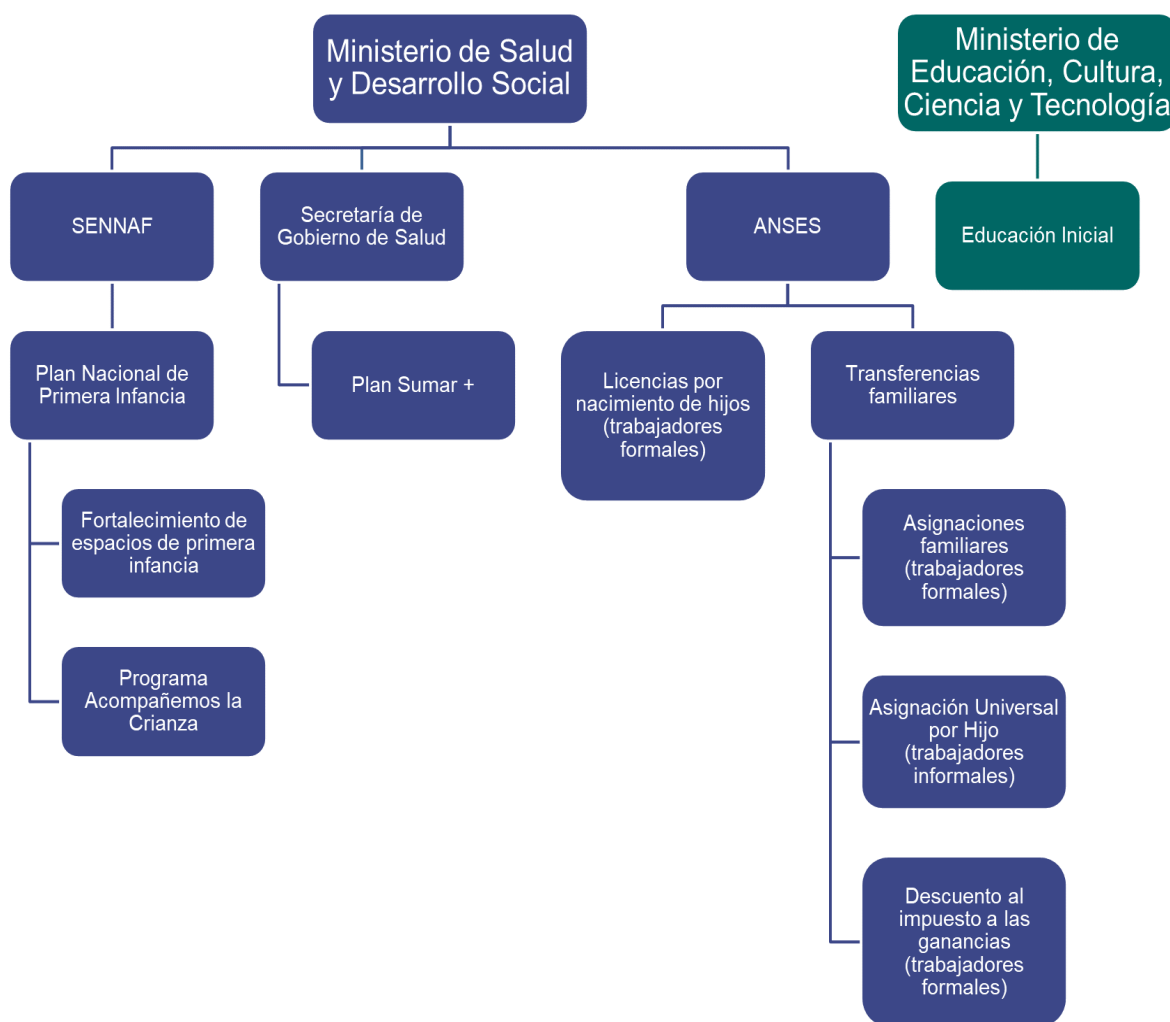 Ministerio de Salud
y Desarrollo Social
Ministerio de
Educación, Cultura,
Ciencia y Tecnología
SENNAF
Secretaría de
Gobierno de Salud
ANSES
Educación Inicial
Plan Nacional de
Primera Infancia
Plan Sumar +
Licencias por
nacimiento de hijos
(trabajadores
formales)
Transferencias
familiares
Fortalecimiento de
espacios de primera
infancia
Asignaciones
familiares
(trabajadores
formales)
Programa
Acompañemos la
Crianza
Asignación Universal
por Hijo
(trabajadores
informales)
Descuento al
impuesto a las
ganancias
(trabajadores
formales)